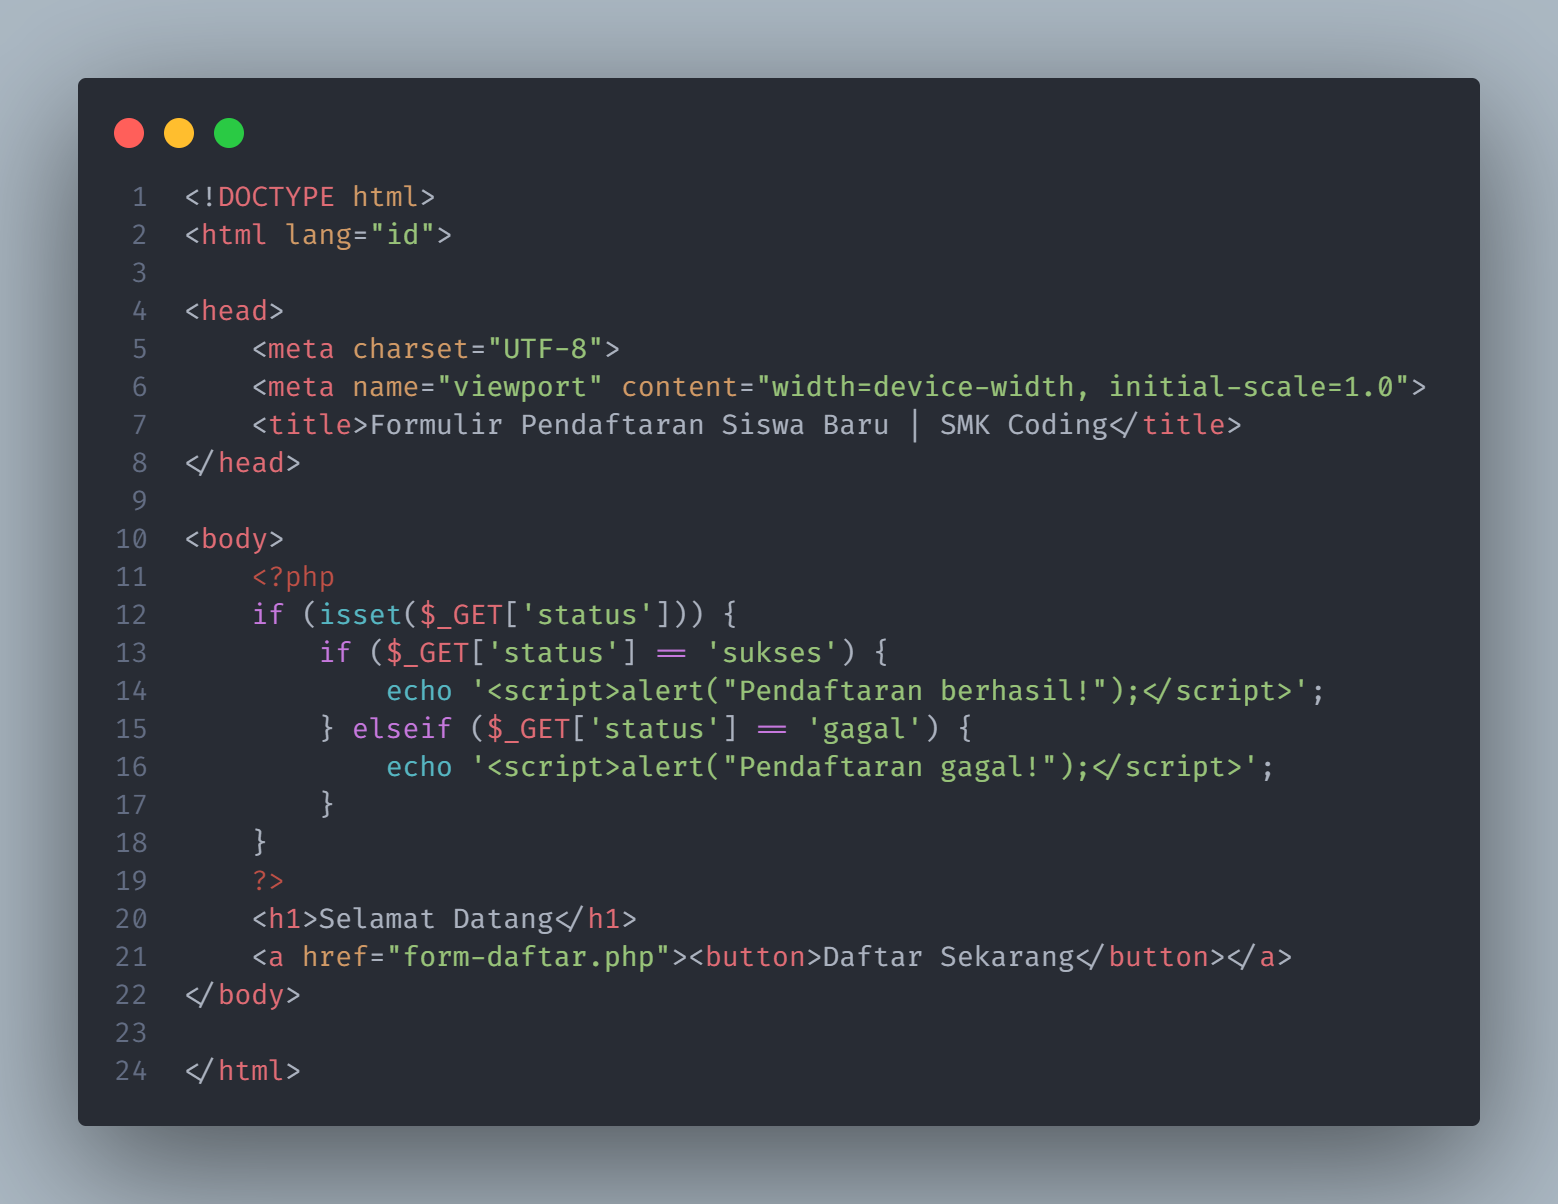 1 <!DOCTYPE html>
2 <html lang="id">
3
4 <head>
5     <meta charset="UTF-8">
6     <meta name="viewport" content="width=device-width, initial-scale=1.0">
7     <title>Formulir Pendaftaran Siswa Baru | SMK Coding</title>
8 </head>
9
10 <body>
11     <?php
12     if (isset($_GET['status'])) {
13         if ($_GET['status'] == 'sukses') {
14             echo '<script>alert("Pendaftaran berhasil!");</script>';
15         } elseif ($_GET['status'] == 'gagal') {
16             echo '<script>alert("Pendaftaran gagal!");</script>';
17         }
18     }
19     ?>
20     <h1>Selamat Datang</h1>
21     <a href="form-daftar.php"><button>Daftar Sekarang</button></a>
22 </body>
23
24 </html>